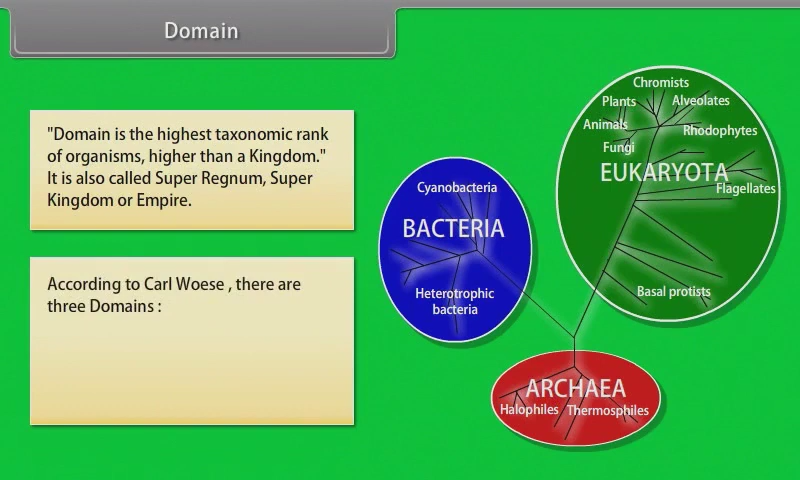 Domain
"Domain is the highest taxonomic rank
of organisms, higher than a Kingdom."
It is also called Super Regnum, Super
Kingdom or Empire.
According to Carl Woese , there are
three Domains :
Cyanobacteria
BACTERIA
Heterotrophic
bacteria
Chromists
Plants
Alveolates
Animals
Rhodophytes
Fungi
EUKARYOTA
Flagellates
Basal protists
ARCHAEA
Halophiles
Thermosphiles